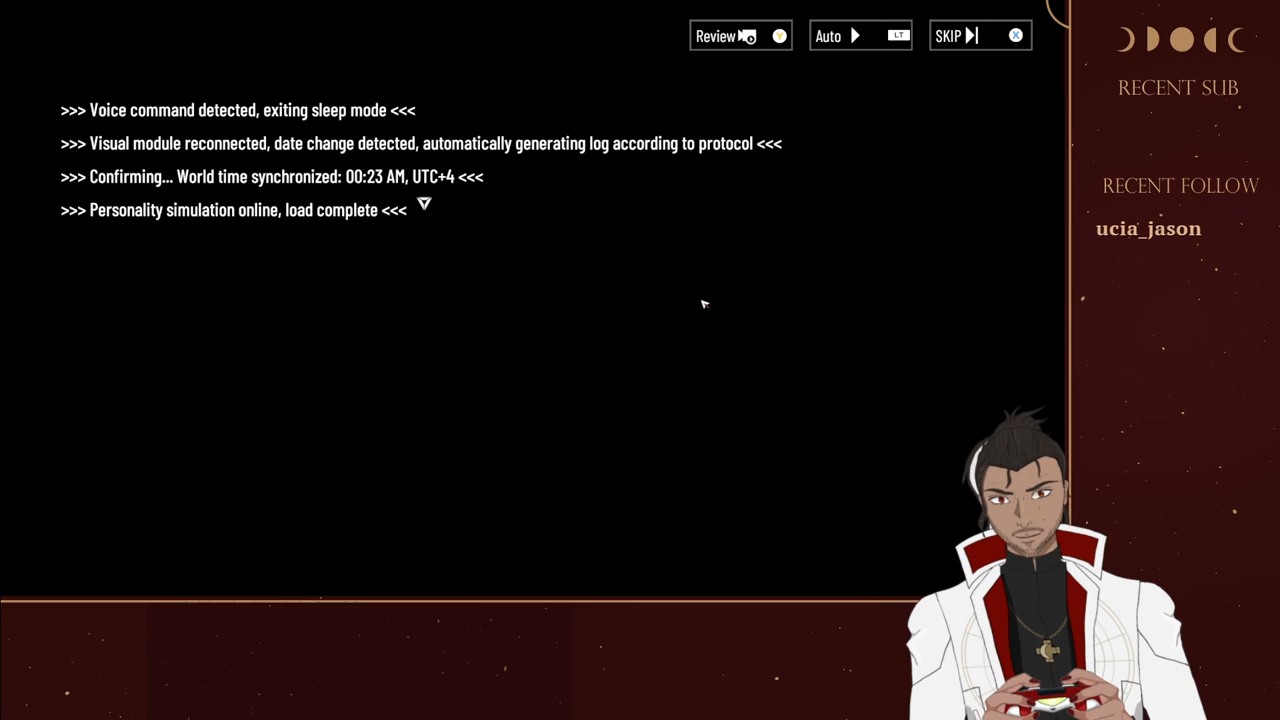 Review Y
Auto LT
SKIP X
RECENT SUB
>>> Voice command detected, exiting sleep mode <<<
>>> Visual module reconnected, date change detected, automatically generating log according to protocol <<<
>>> Confirming... World time synchronized: 00:23 AM, UTC+4 <<<
>>> Personality simulation online, load complete <<<
RECENT FOLLOW
ucia_jason